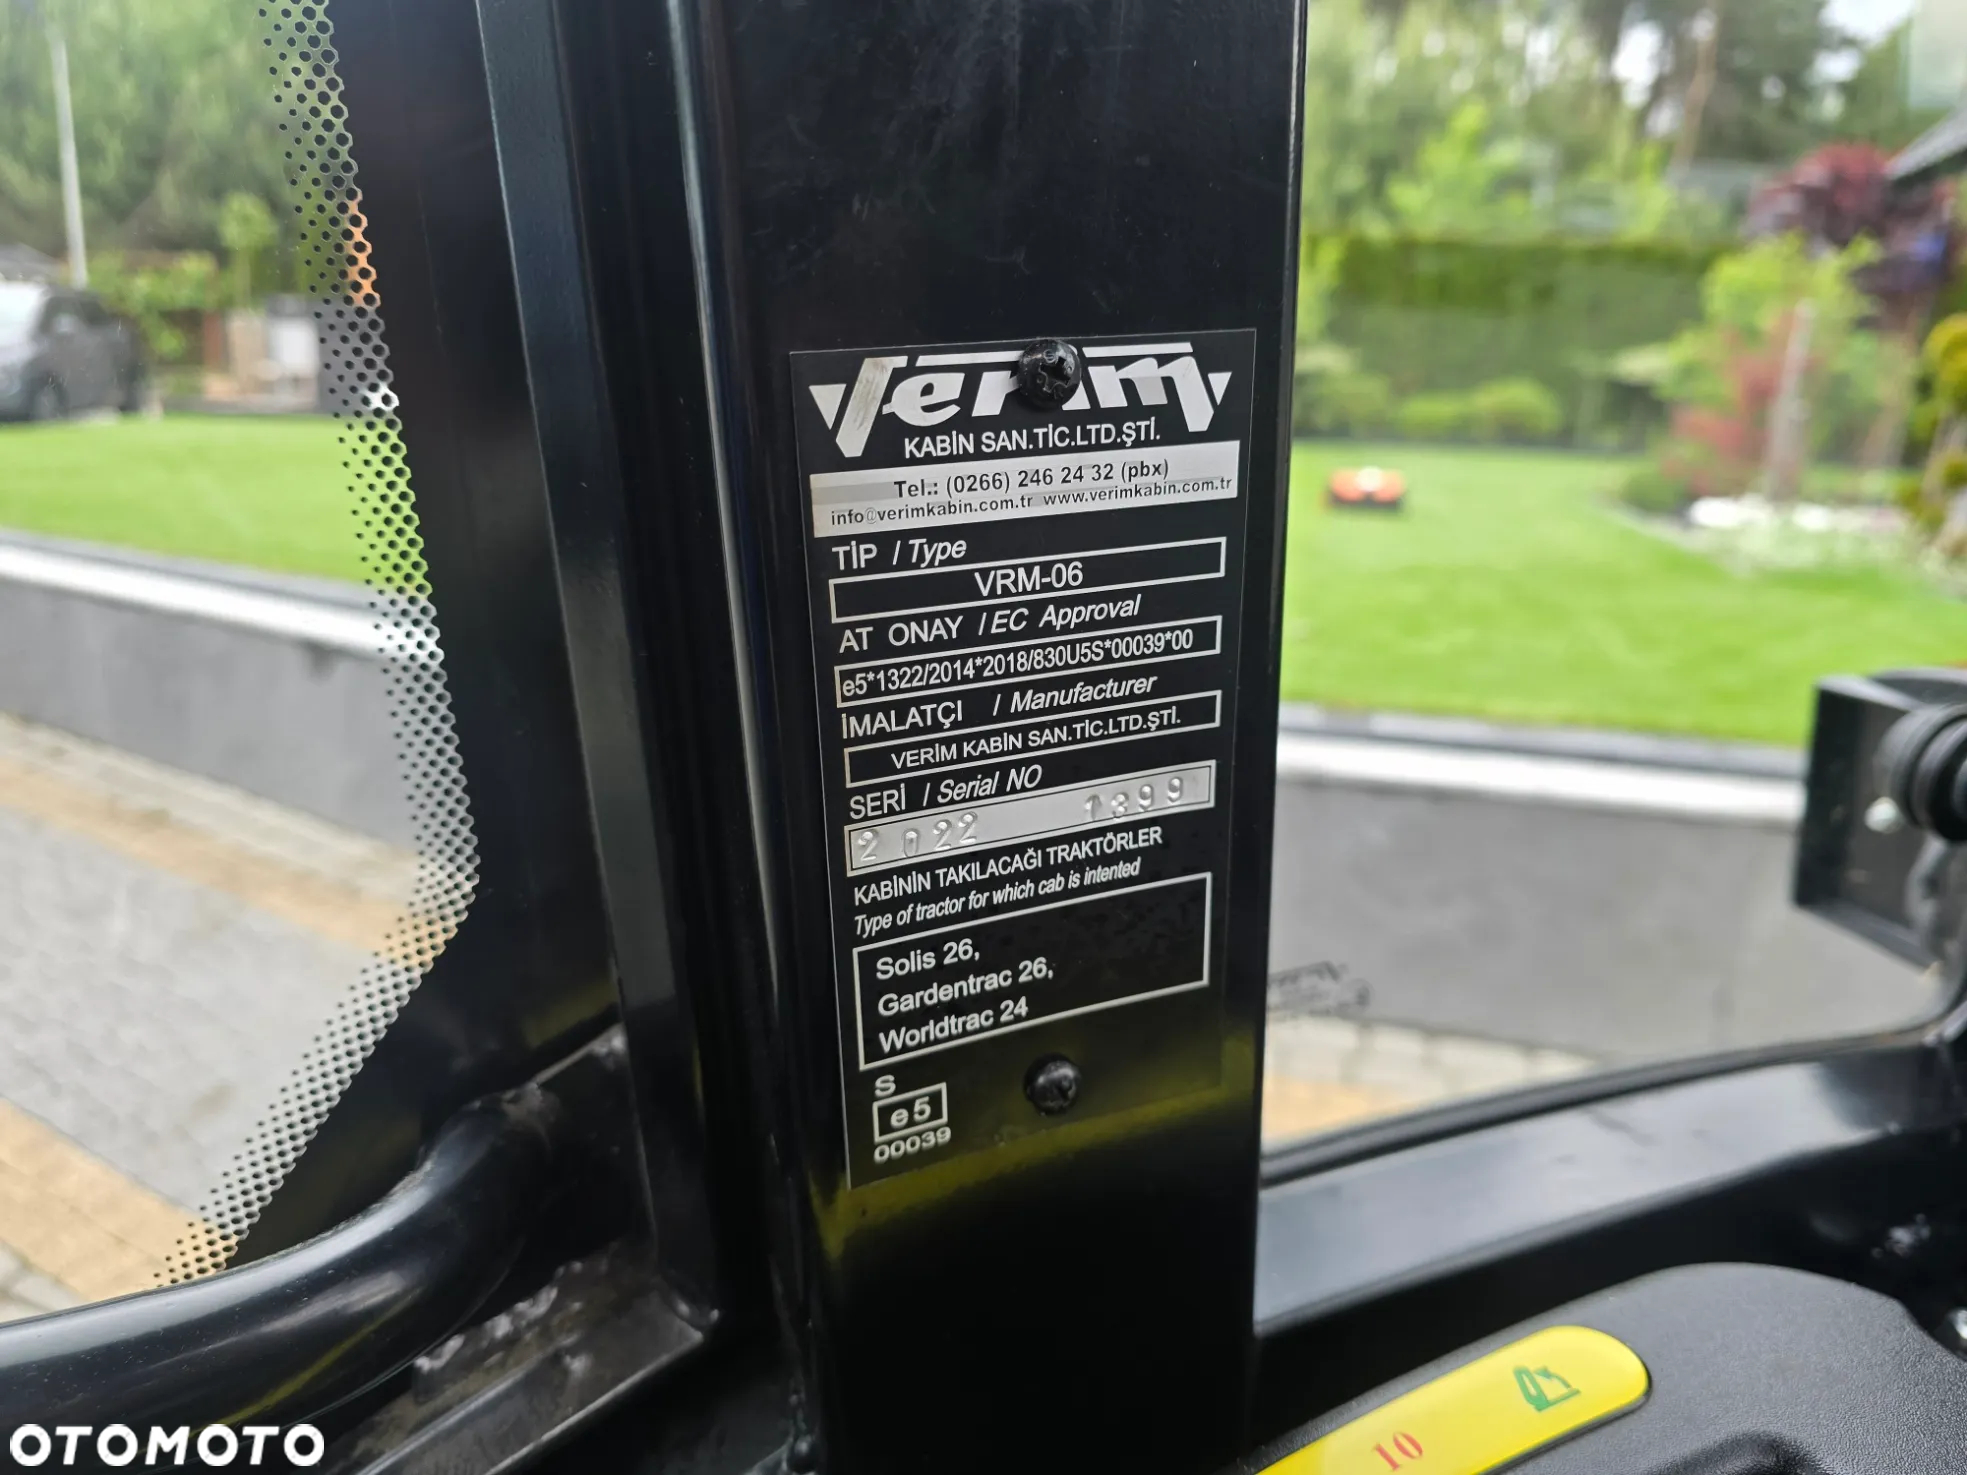 Verim
KABİN SAN.TİC.LTD.ŞTİ.
Tel.: (0266) 246 24 32 (pbx)
info@verimkabin.com.tr www.verimkabin.com.tr
TİP / Type
VRM-06
AT ONAY / EC Approval
e5*1322/2014*2018/830U5S*00039*00
İMALATÇI / Manufacturer
VERİM KABİN SAN.TİC.LTD.ŞTİ.
SERİ / Serial NO
2022 1399
KABİNİN TAKILACAĞI TRAKTÖRLER
Type of tractor for which cab is intented
Solis 26,
Gardentrac 26,
Worldtrac 24
S
e5
00039
10
OTOMOTO